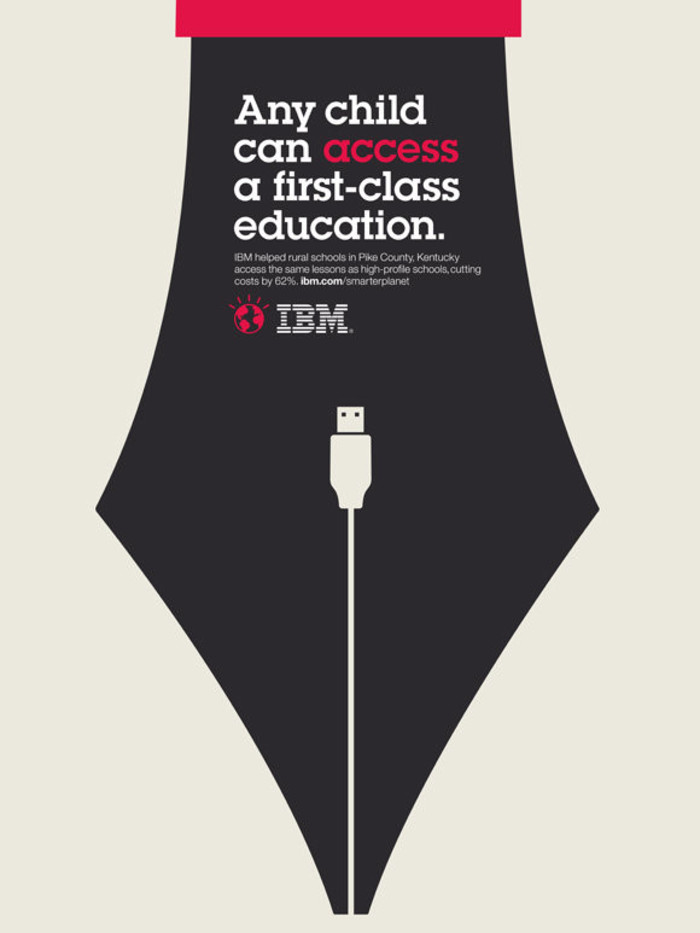 Any child
can access
a first-class
education.
IBM helped rural schools in Pike County, Kentucky
access the same lessons as high-profile schools, cutting
costs by 62%. ibm.com/smarterplanet
IBM®